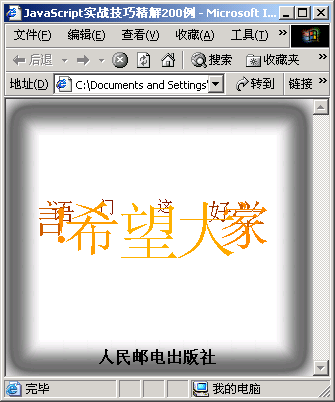 JavaScript实战技巧精解200例 - Microsoft I...
文件(F) 编辑(E) 查看(V) 收藏(A) 工具(T) »
后退 » 搜索 收藏夹 »
地址(D) C:\Documents and Settings\ 转到 链接 »
们 这 好
!希望大家
人民邮电出版社
完毕 我的电脑